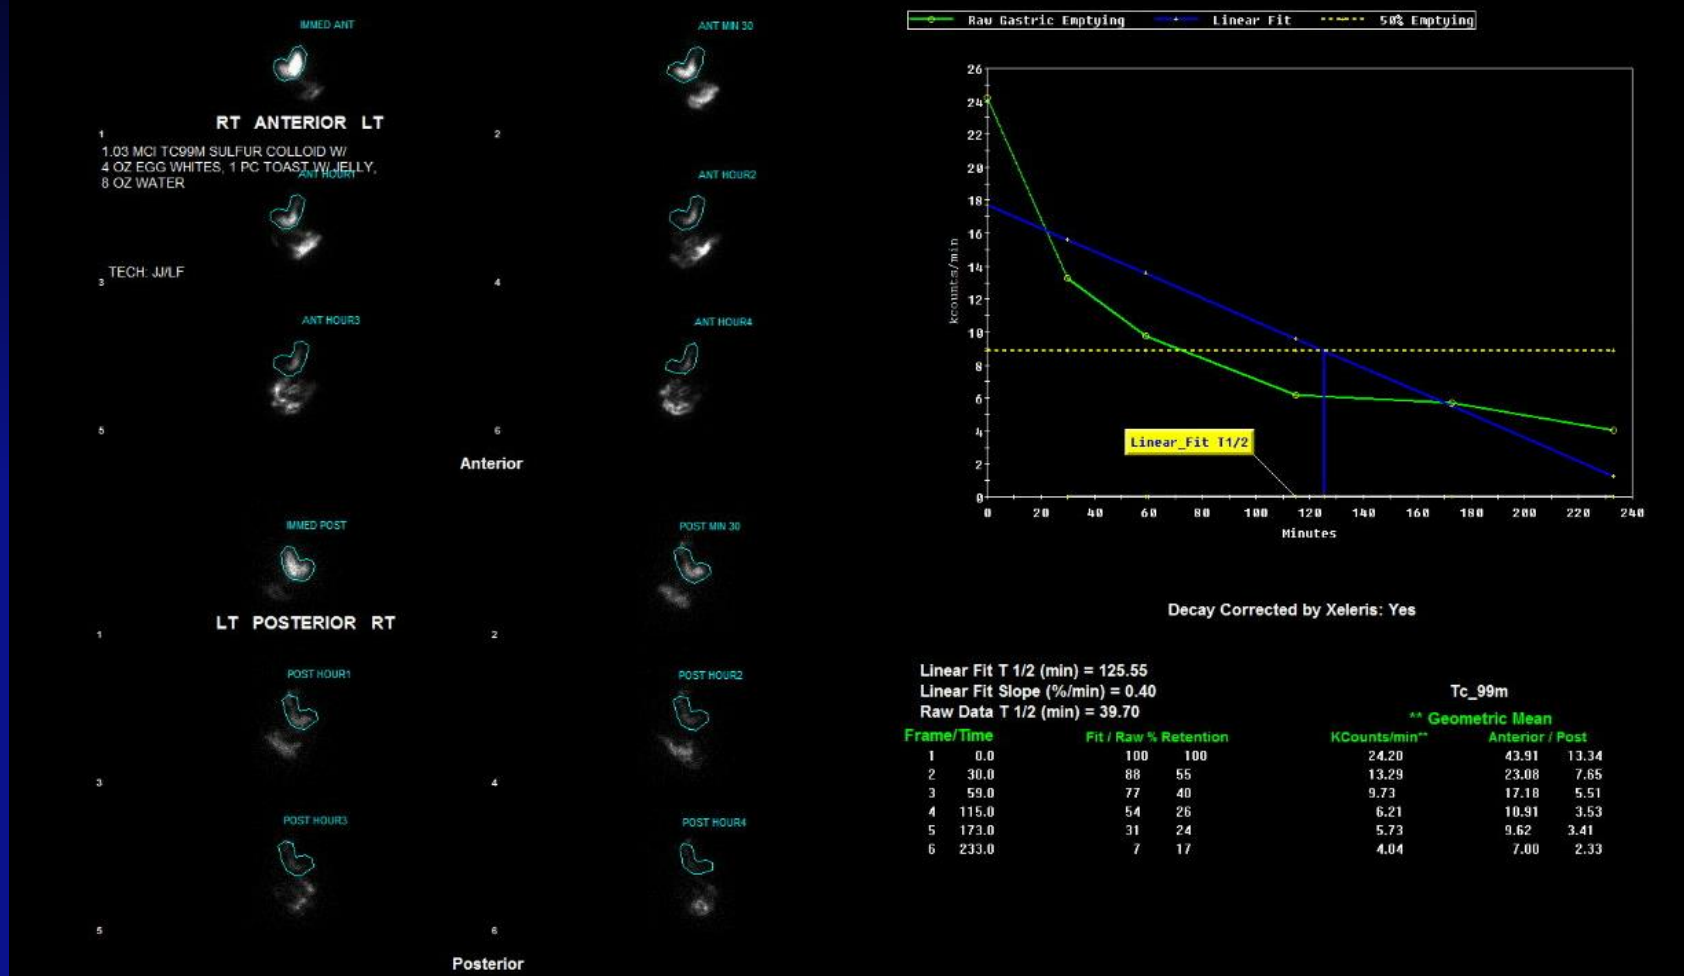 IMMED ANT
ANT MIN 30
RT ANTERIOR LT
1
2
1.03 MCI TC99M SULFUR COLLOID W/
4 OZ EGG WHITES, 1 PC TOAST W/ JELLY,
8 OZ WATER
ANT HOUR1
ANT HOUR2
TECH: JJ/LF
3
4
ANT HOUR3
ANT HOUR4
5
6
Anterior
IMMED POST
POST MIN 30
LT POSTERIOR RT
1
2
POST HOUR1
POST HOUR2
3
4
POST HOUR3
POST HOUR4
5
6
Posterior
Raw Gastric Emptying Linear Fit 50% Emptying
26
24
22
20
18
16
14
12
10
8
6
4
2
0
kcounts/min
Linear_Fit T1/2
0 20 40 60 80 100 120 140 160 180 200 220 240
Minutes
Decay Corrected by Xeleris: Yes
Linear Fit T 1/2 (min) = 125.55
Linear Fit Slope (%/min) = 0.40
Raw Data T 1/2 (min) = 39.70
Tc_99m
** Geometric Mean
Frame/Time Fit / Raw % Retention KCounts/min** Anterior / Post
1 0.0 100 100 24.20 43.91 13.34
2 30.0 88 55 13.29 23.08 7.65
3 59.0 77 40 9.73 17.18 5.51
4 115.0 54 26 6.21 10.91 3.53
5 173.0 31 24 5.73 9.62 3.41
6 233.0 7 17 4.04 7.00 2.33